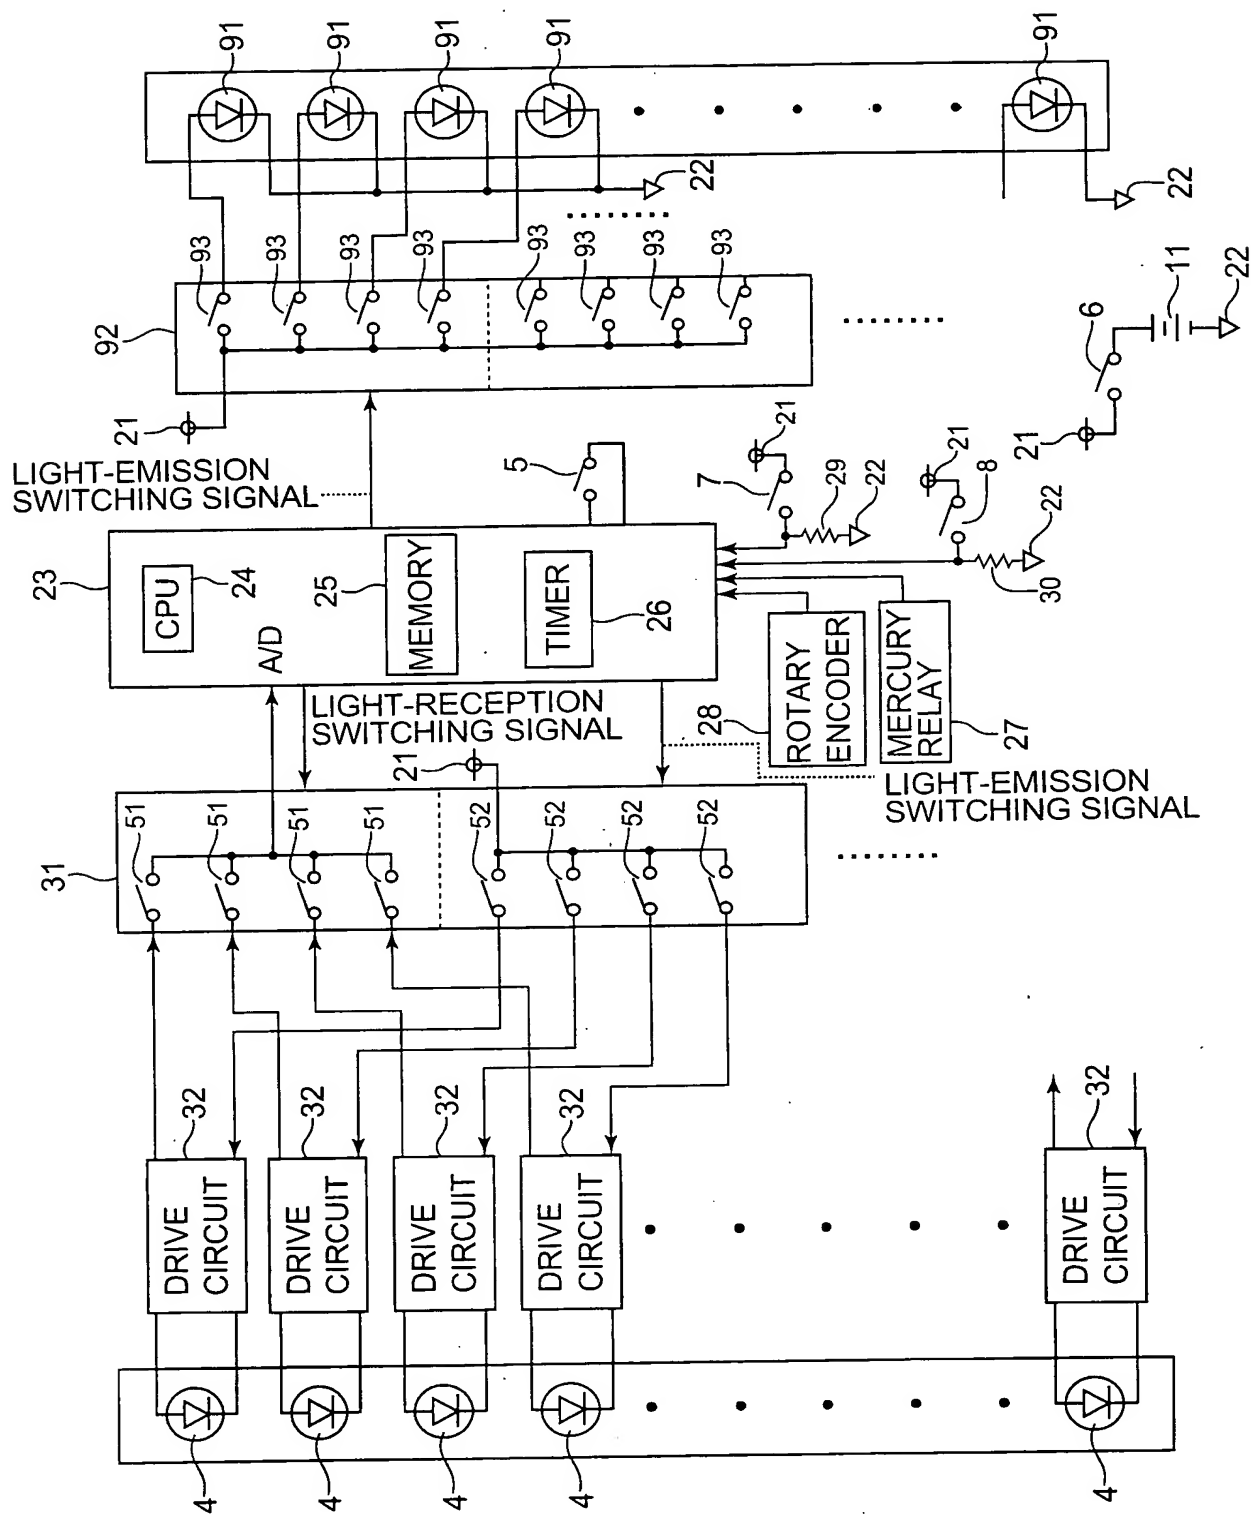 91
91
91
91
91
22
22
93
93
93
93
93
93
93
93
92
21
LIGHT-EMISSION
SWITCHING SIGNAL
6
11
22
21
5
7
21
29
22
21
8
22
30
23
CPU
24
A/D
25
MEMORY
TIMER
26
LIGHT-RECEPTION
SWITCHING SIGNAL
28
ROTARY
ENCODER
MERCURY
RELAY
27
LIGHT-EMISSION
SWITCHING SIGNAL
21
31
51
51
51
51
52
52
52
52
32
32
32
32
32
DRIVE
CIRCUIT
DRIVE
CIRCUIT
DRIVE
CIRCUIT
DRIVE
CIRCUIT
DRIVE
CIRCUIT
4
4
4
4
4